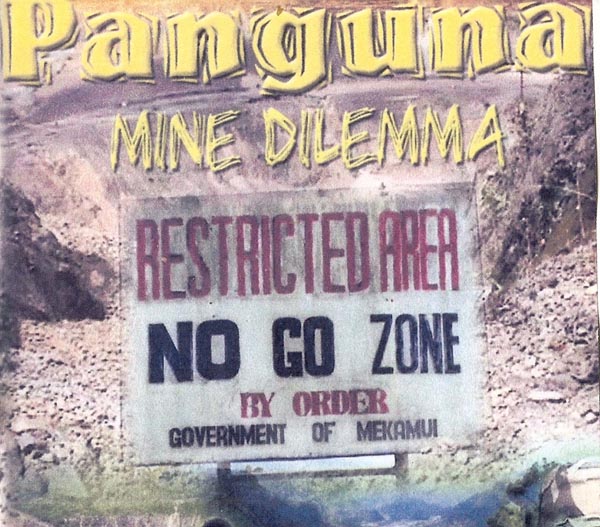 Panguna
MINE DILEMMA
RESTRICTED AREA
NO GO ZONE
BY ORDER
GOVERNMENT OF MEKAMUI